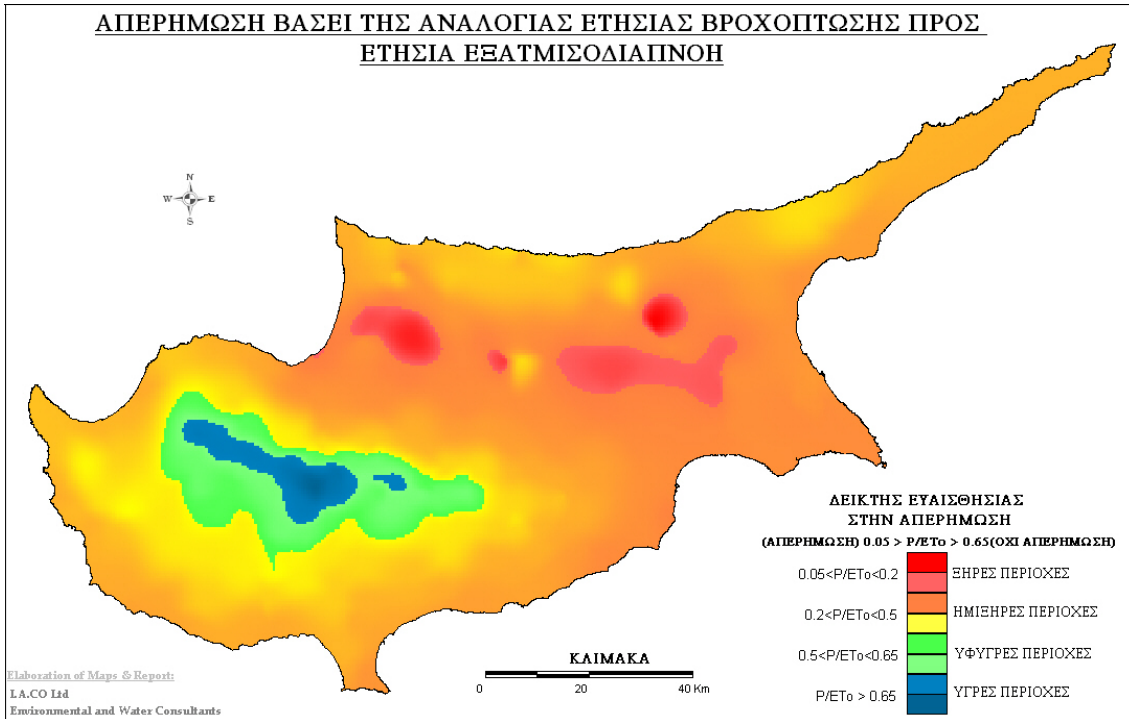 ΑΠΕΡΗΜΩΣΗ ΒΑΣΕΙ ΤΗΣ ΑΝΑΛΟΓΙΑΣ ΕΤΗΣΙΑΣ ΒΡΟΧΟΠΤΩΣΗΣ ΠΡΟΣ
ΕΤΗΣΙΑ ΕΞΑΤΜΙΣΟΔΙΑΠΝΟΗ
N
W E
S
ΔΕΙΚΤΗΣ ΕΥΑΙΣΘΗΣΙΑΣ
ΣΤΗΝ ΑΠΕΡΗΜΩΣΗ
(ΑΠΕΡΗΜΩΣΗ) 0.05 > P/ETo > 0.65(ΟΧΙ ΑΠΕΡΗΜΩΣΗ)
0.05<P/ETo<0.2 ΞΗΡΕΣ ΠΕΡΙΟΧΕΣ
0.2<P/ETo<0.5 ΗΜΙΞΗΡΕΣ ΠΕΡΙΟΧΕΣ
0.5<P/ETo<0.65 ΥΦΥΓΡΕΣ ΠΕΡΙΟΧΕΣ
P/ETo > 0.65 ΥΓΡΕΣ ΠΕΡΙΟΧΕΣ
ΚΛΙΜΑΚΑ
0 20 40 Km
Elaboration of Maps & Report:
I.A.CO Ltd
Environmental and Water Consultants